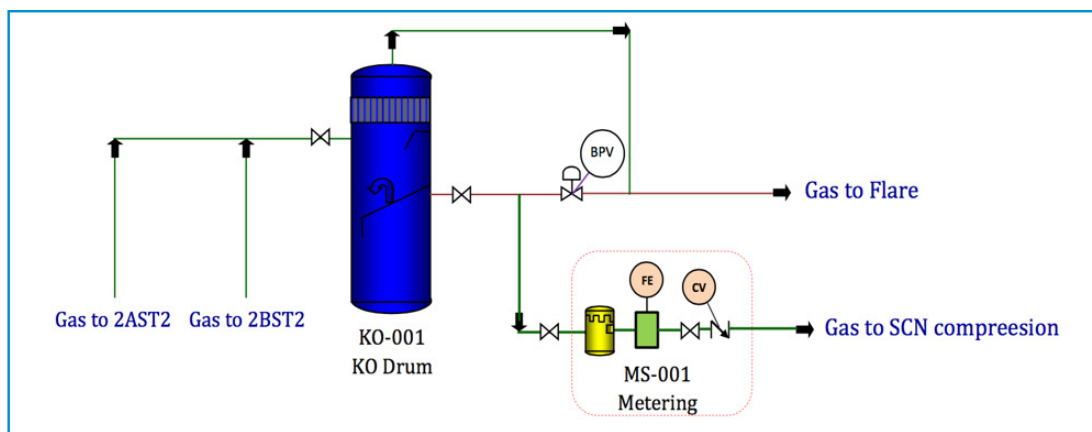 BPV
Gas to Flare
FE
CV
Gas to 2AST2
Gas to 2BST2
Gas to SCN compreesion
KO-001
KO Drum
MS-001
Metering